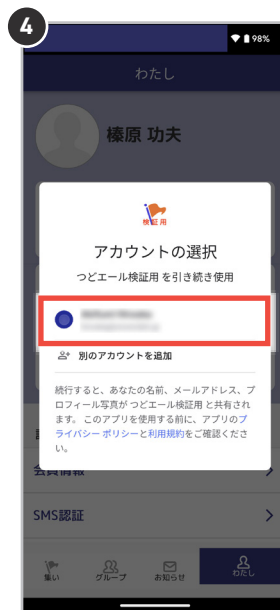 4
98%
わたし
榛原 功夫
検証用
アカウントの選択
つどエール検証用 を引き続き使用
別のアカウントを追加
続行すると、あなたの名前、メールアドレス、プ
ロフィール写真が つどエール検証用 と共有され
ます。 このアプリを使用する前に、アプリのプ
ライバシー ポリシーと利用規約をご確認くださ
い。
会員情報
SMS認証
集い グループ お知らせ わたし